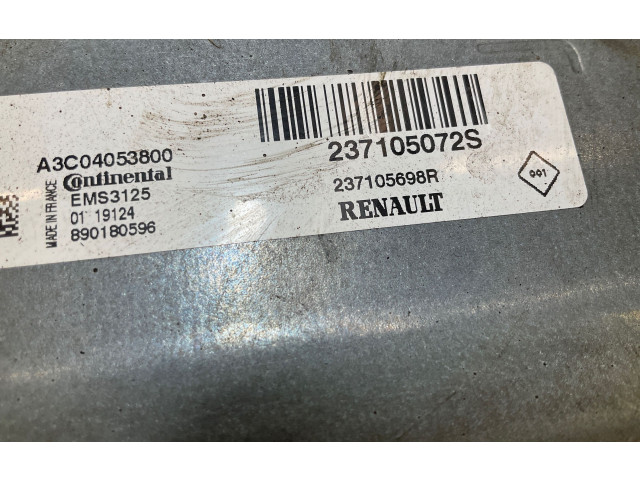 A3C04053800
Continental
EMS3125
01 19124
890180596
MADE IN FRANCE
237105072S
237105698R
RENAULT
001